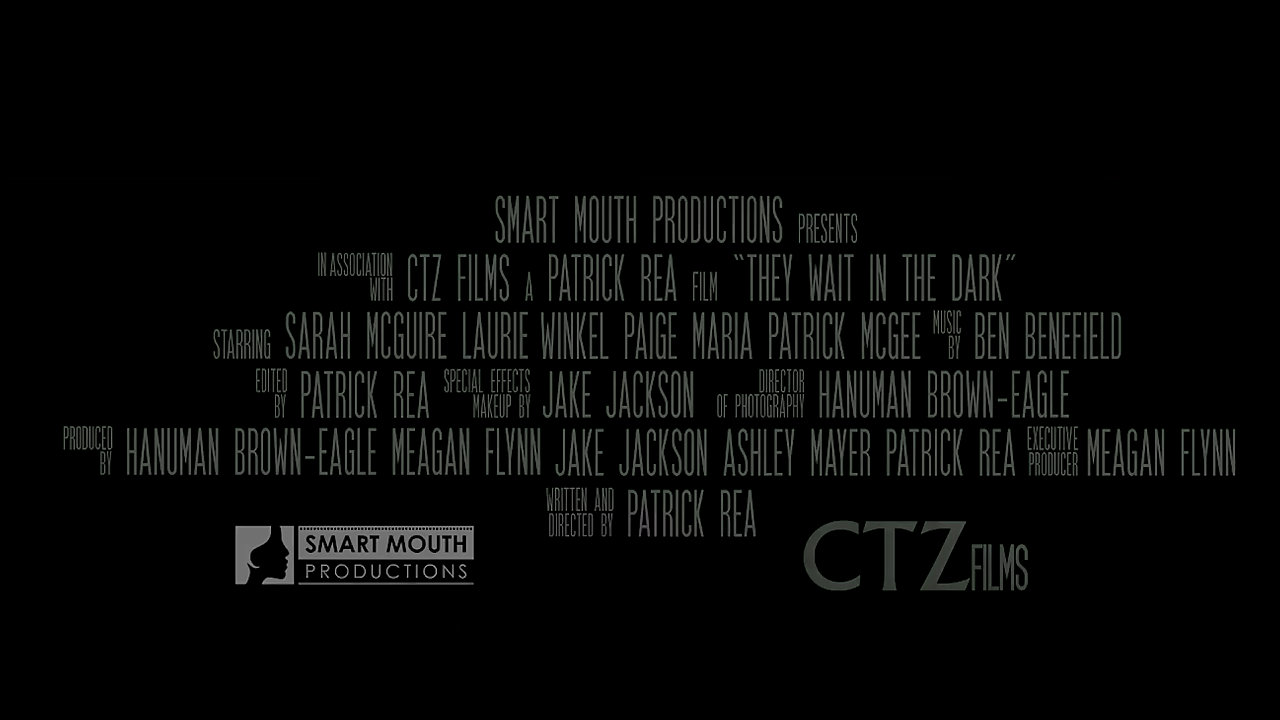 SMART MOUTH PRODUCTIONS PRESENTS
IN ASSOCIATION WITH CTZ FILMS A PATRICK REA FILM “THEY WAIT IN THE DARK”
STARRING SARAH MCGUIRE LAURIE WINKEL PAIGE MARIA PATRICK MCGEE MUSIC BY BEN BENEFIELD
EDITED BY PATRICK REA SPECIAL EFFECTS MAKEUP BY JAKE JACKSON DIRECTOR OF PHOTOGRAPHY HANUMAN BROWN-EAGLE
PRODUCED BY HANUMAN BROWN-EAGLE MEAGAN FLYNN JAKE JACKSON ASHLEY MAYER PATRICK REA EXECUTIVE PRODUCER MEAGAN FLYNN
WRITTEN AND DIRECTED BY PATRICK REA
SMART MOUTH
PRODUCTIONS
CTZ FILMS